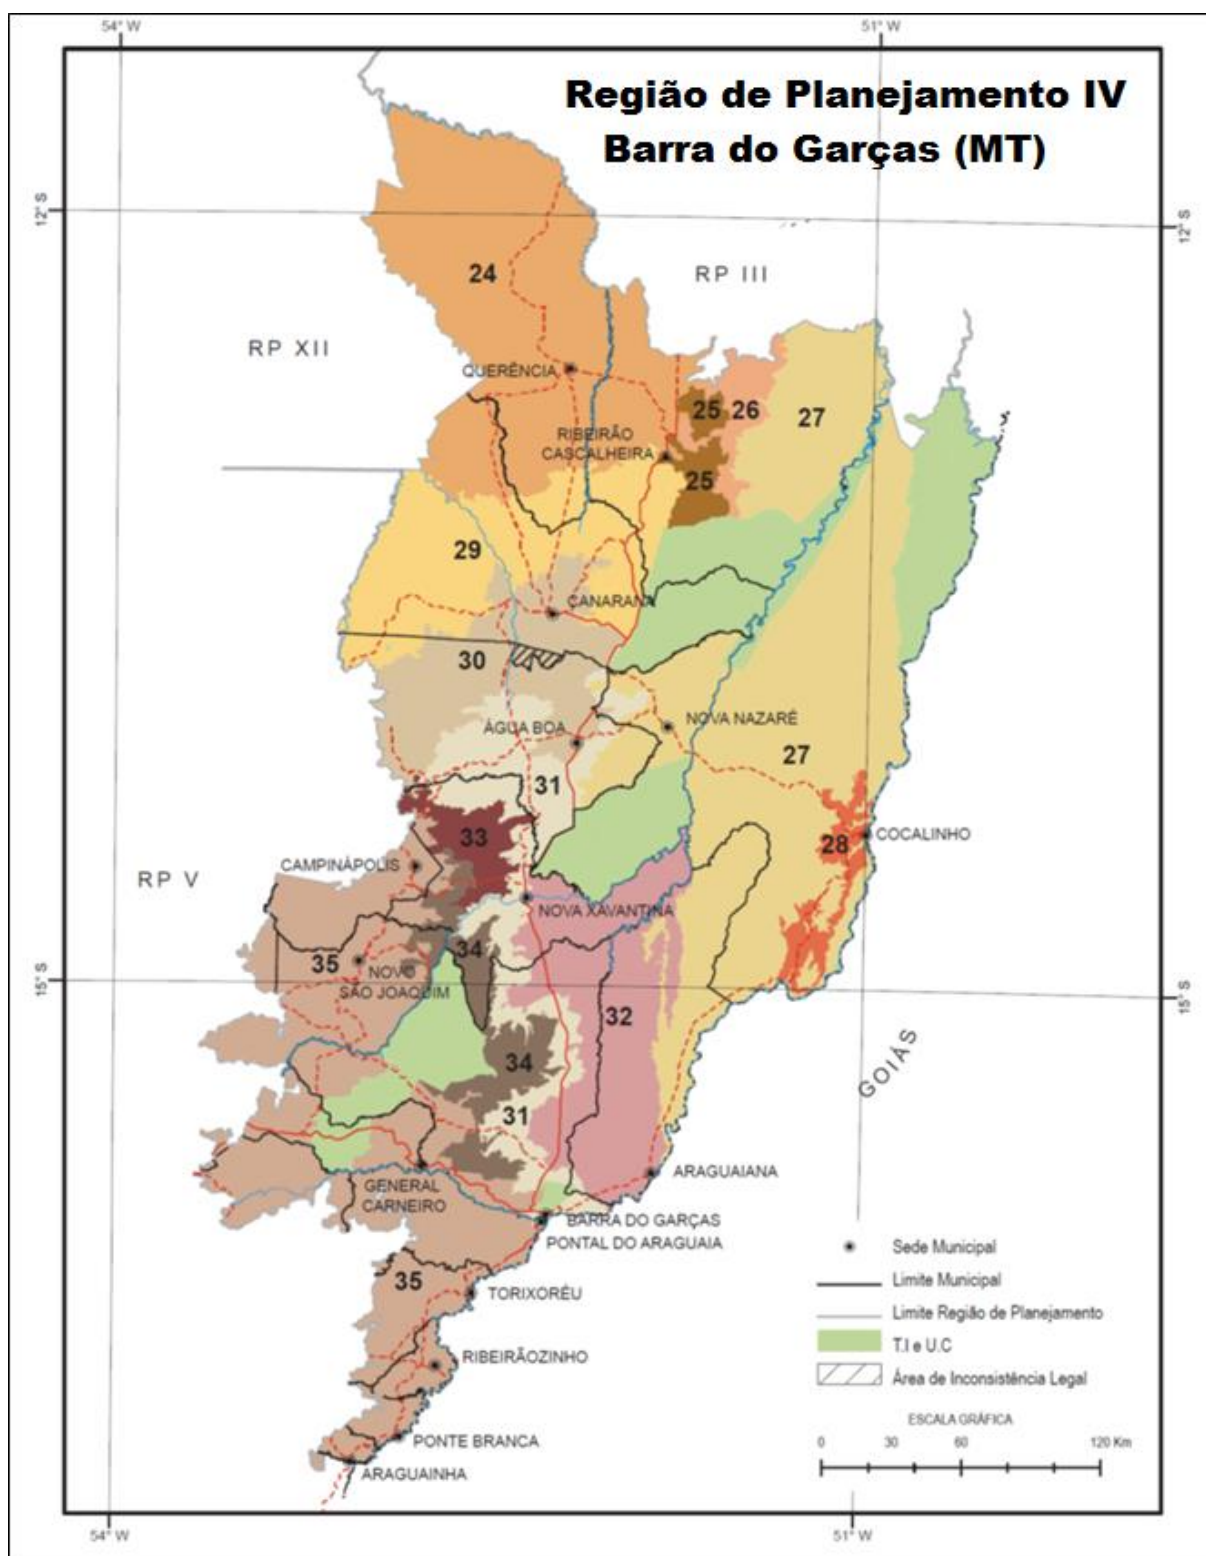 54° W
51° W
Região de Planejamento IV
Barra do Garças (MT)
12° S
12° S
24
RP III
RP XII
QUERÊNCIA
25
26
27
RIBEIRÃO
CASCALHEIRA
25
29
CANARANA
30
NOVA NAZARÉ
ÁGUA BOA
27
31
33
28
COCALINHO
CAMPINÁPOLIS
RP V
NOVA XAVANTINA
34
35
NOVO
SÃO JOAQUIM
15° S
15° S
32
34
GOIÁS
31
ARAGUAIANA
GENERAL
CARNEIRO
BARRA DO GARÇAS
PONTAL DO ARAGUAIA
35
TORIXORÉU
RIBEIRÃOZINHO
PONTE BRANCA
ARAGUAINHA
Sede Municipal
Limite Municipal
Limite Região de Planejamento
T.I e U.C
Área de Inconsistência Legal
ESCALA GRÁFICA
0 30 60 120 Km
54° W
51° W